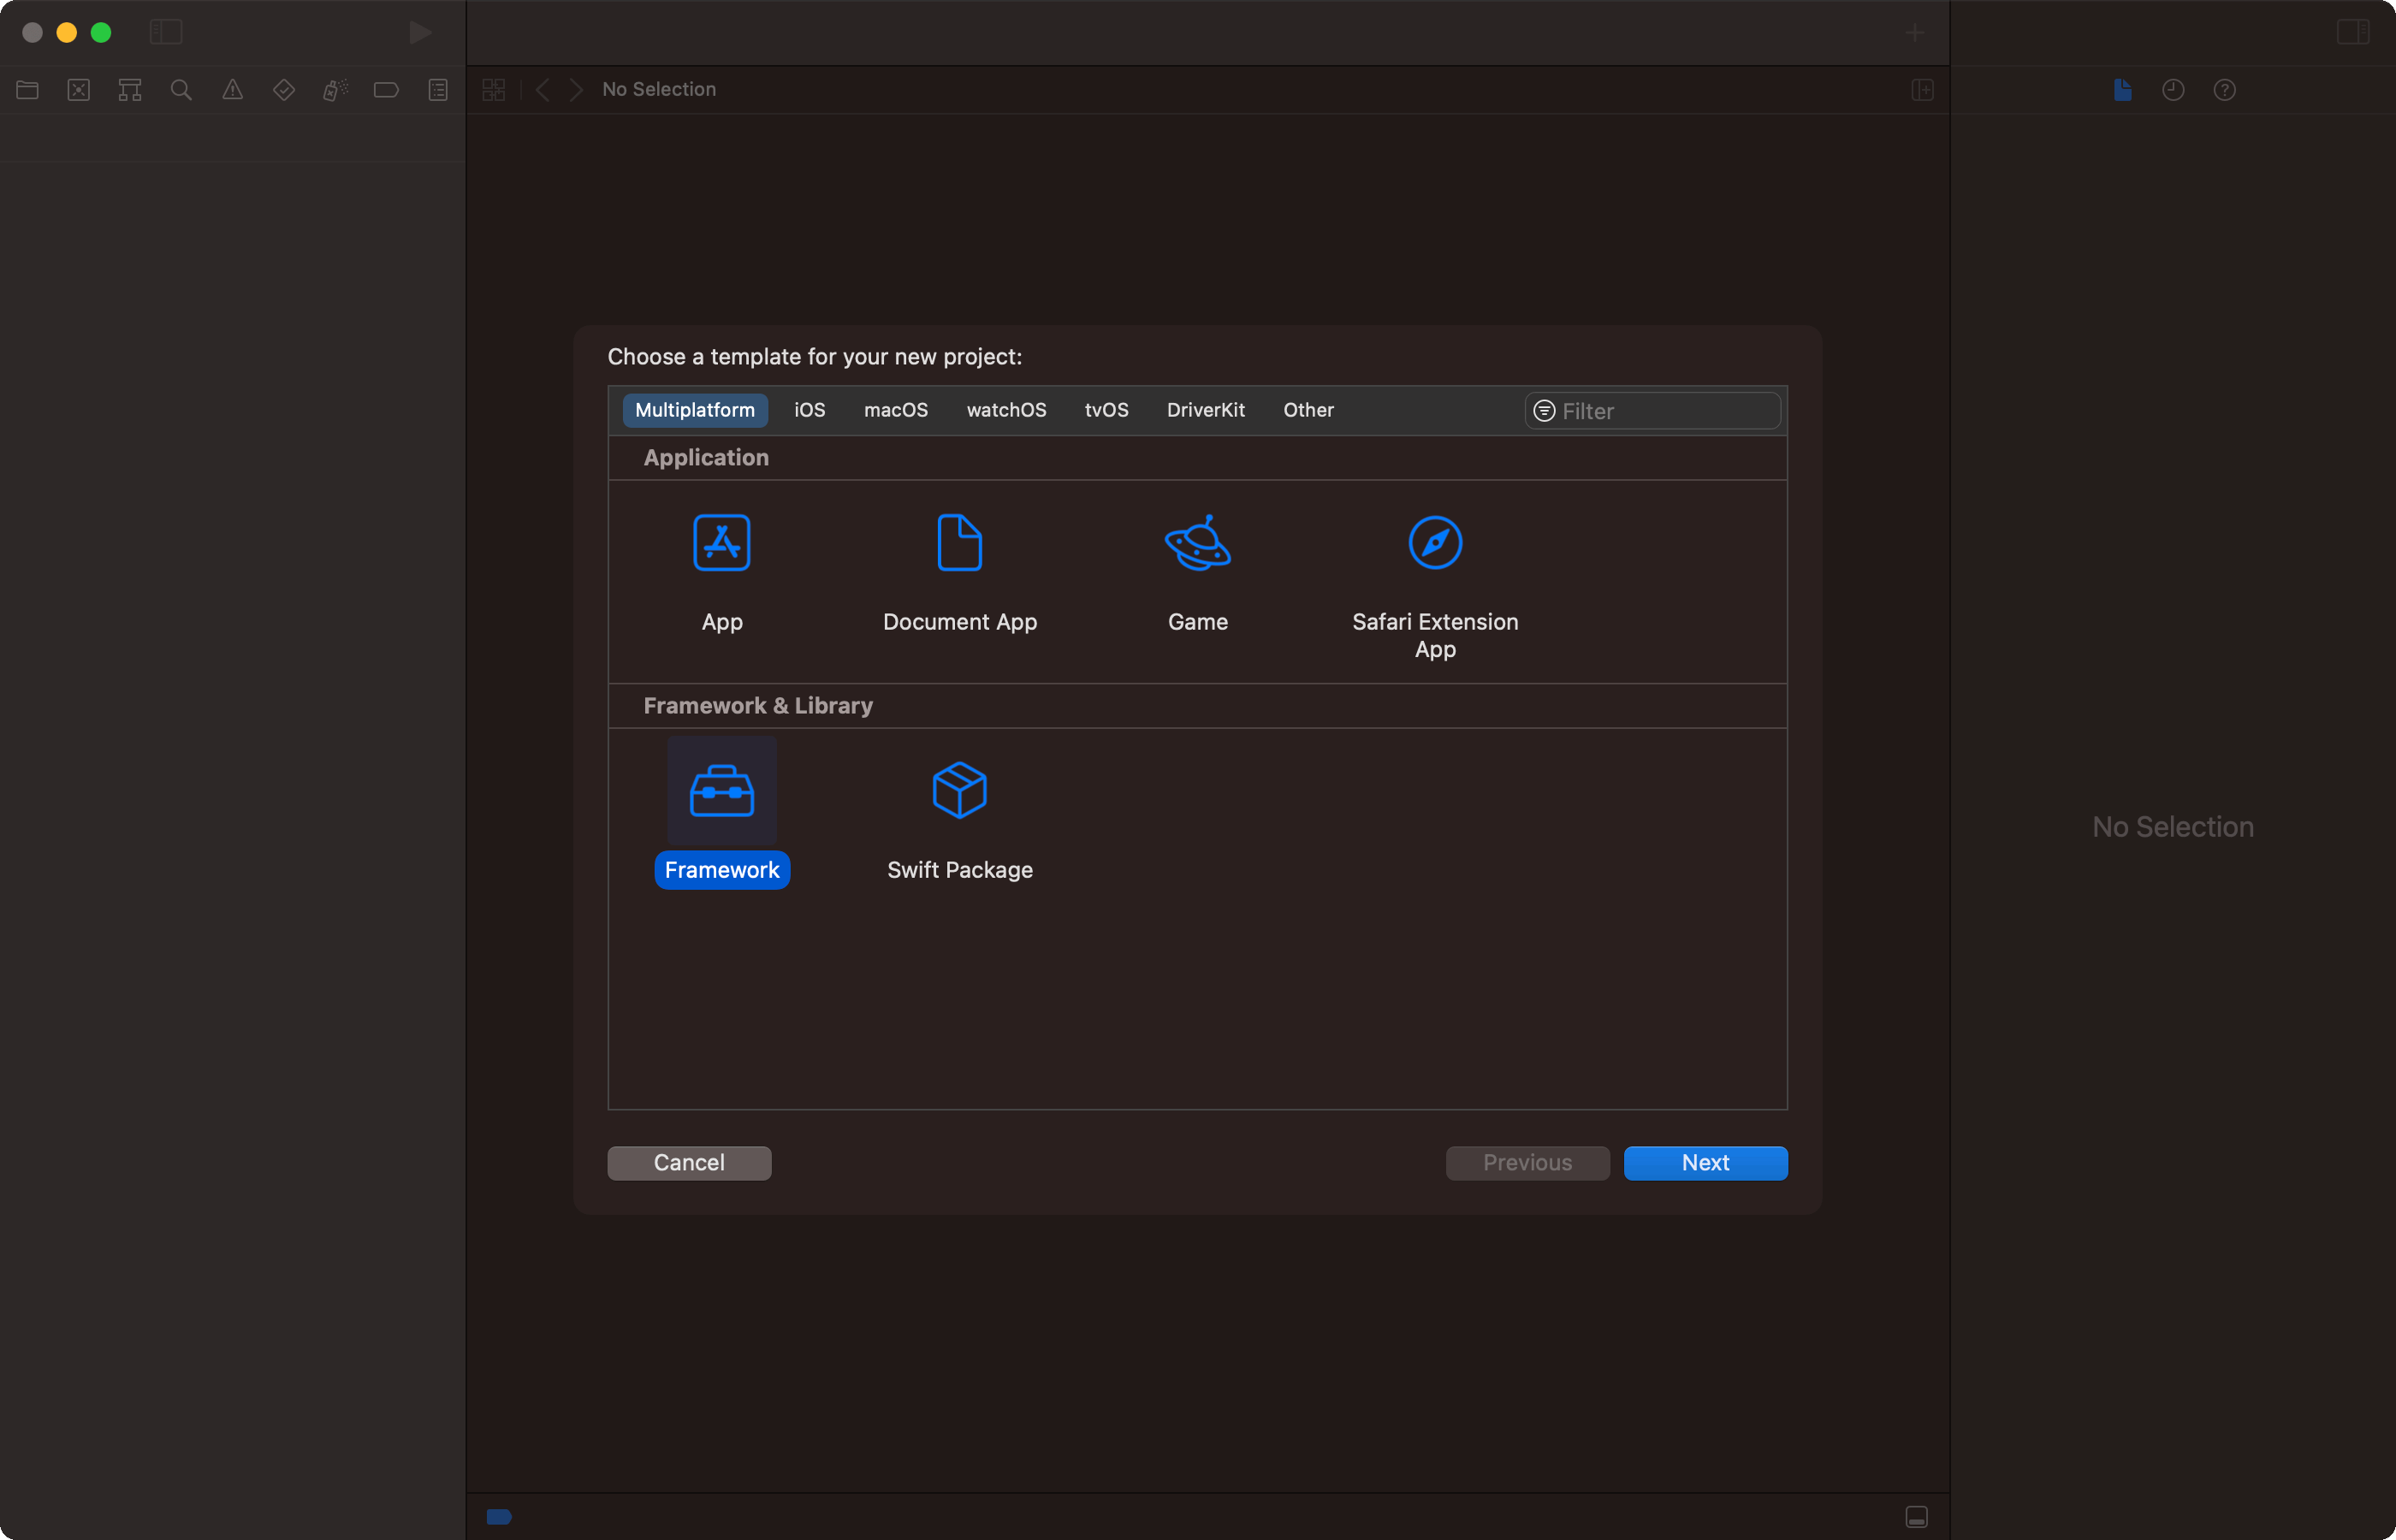 No Selection
Choose a template for your new project:
Multiplatform iOS macOS watchOS tvOS DriverKit Other Filter
Application
App Document App Game Safari Extension
App
Framework & Library
Framework Swift Package
No Selection
Cancel Previous Next